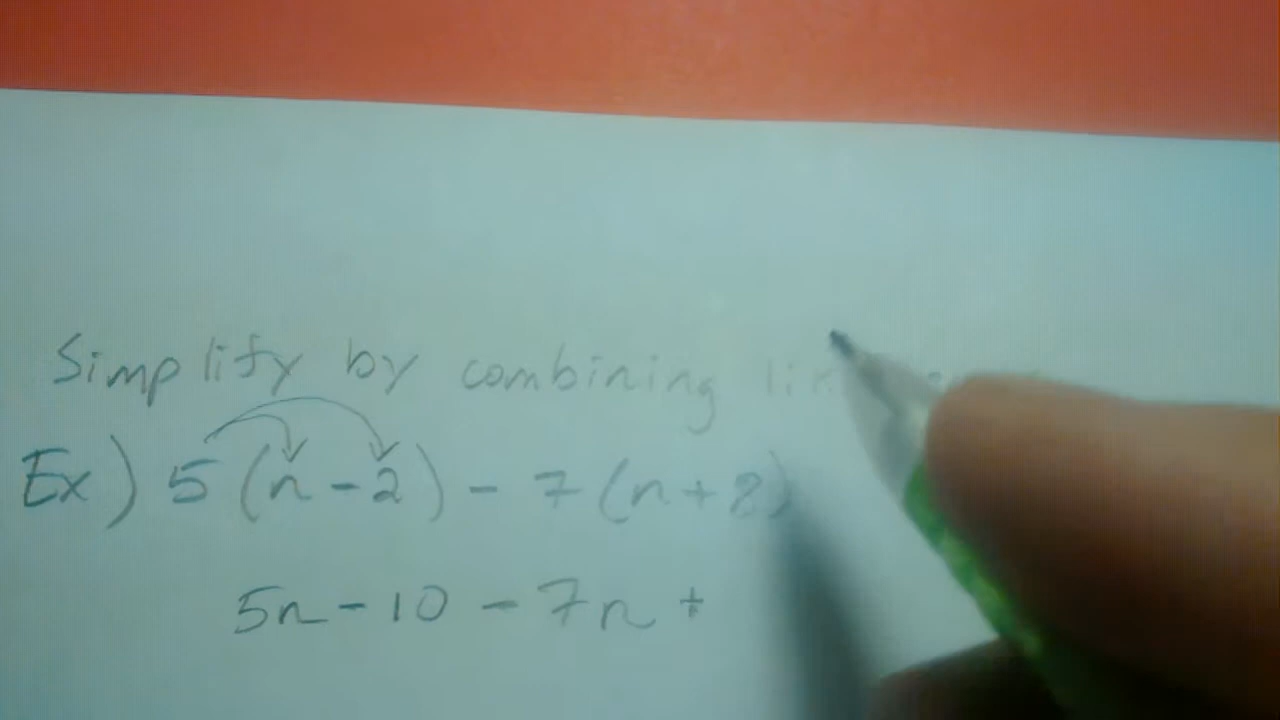 Simplify by combining
Ex) 5(n-2) - 7(n+8)
5n-10 - 7n +